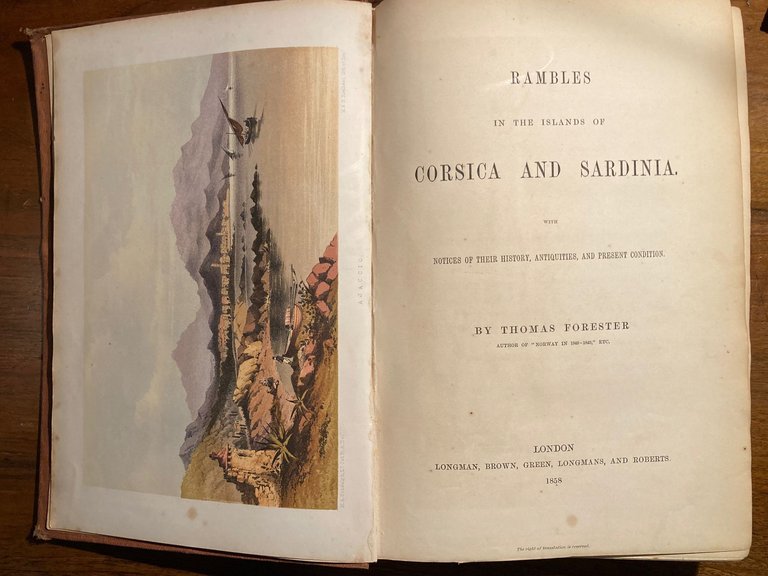 AJACCIO.
RAMBLES
IN THE ISLANDS OF
CORSICA AND SARDINIA.
WITH
NOTICES OF THEIR HISTORY, ANTIQUITIES, AND PRESENT CONDITION.
BY THOMAS FORESTER
AUTHOR OF "NORWAY IN 1848-1849," ETC.
LONDON
LONGMAN, BROWN, GREEN, LONGMANS, AND ROBERTS.
1858
The right of translation is reserved.